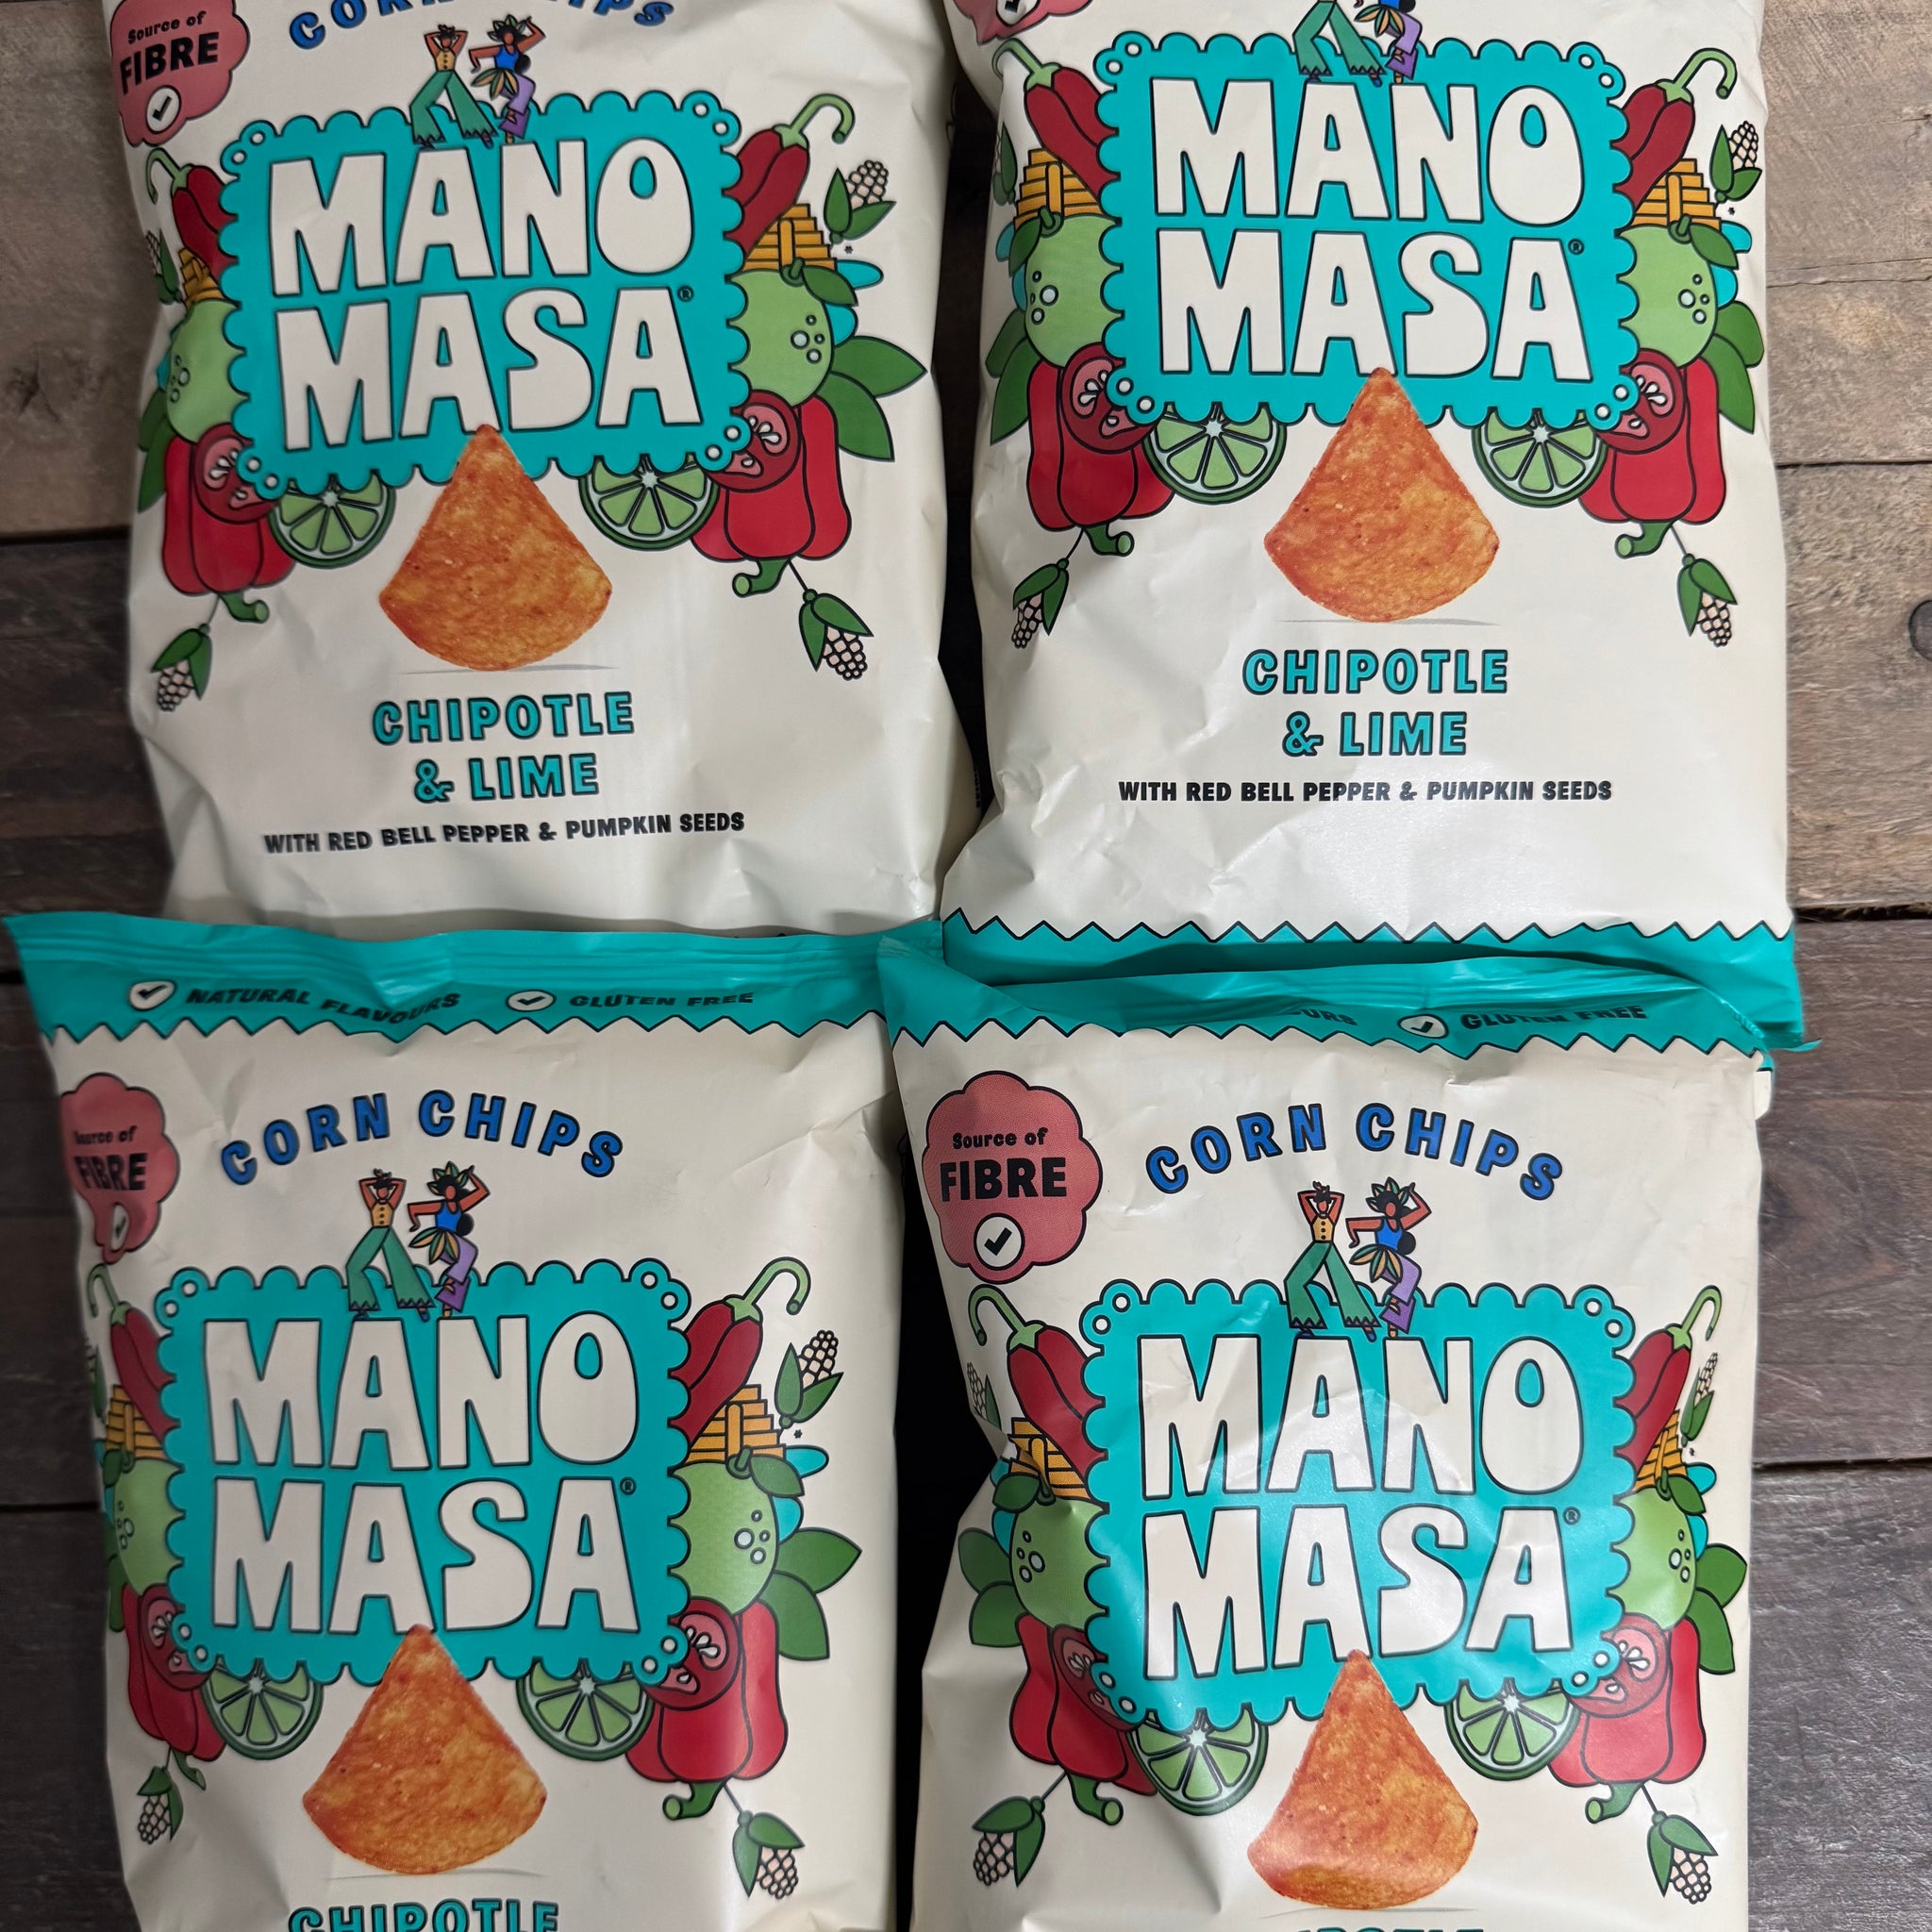 Source of
FIBRE
CORN CHIPS
MANO
MASA®
CHIPOTLE
& LIME
WITH RED BELL PEPPER & PUMPKIN SEEDS
MANO
MASA®
CHIPOTLE
& LIME
WITH RED BELL PEPPER & PUMPKIN SEEDS
NATURAL FLAVOURS GLUTEN FREE
Source of
FIBRE
CORN CHIPS
MANO
MASA®
CHIPOTLE
GLUTEN FREE
Source of
FIBRE
CORN CHIPS
MANO
MASA®